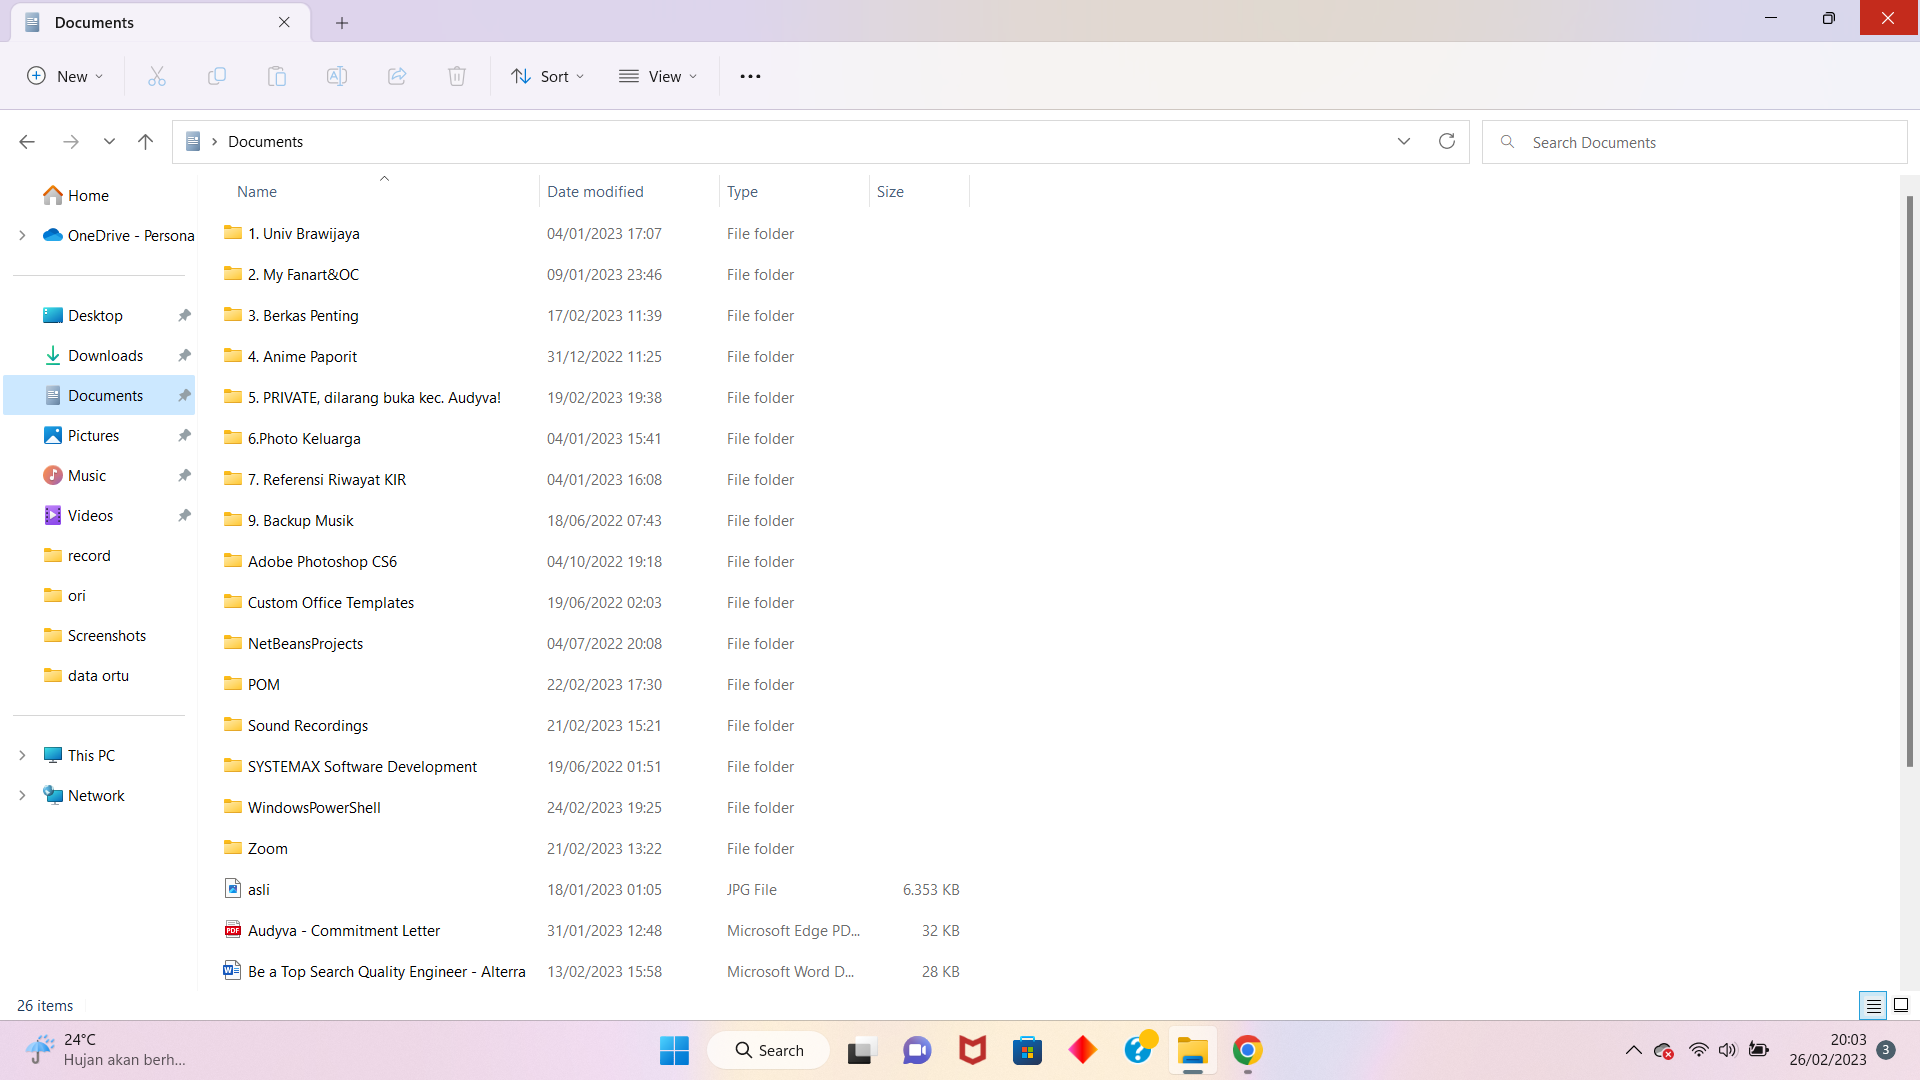 Documents
New
Sort
View
Documents
Search Documents
Name Date modified Type Size
Home
OneDrive - Persona
Desktop
Downloads
Documents
Pictures
Music
Videos
record
ori
Screenshots
data ortu
This PC
Network
1. Univ Brawijaya 04/01/2023 17:07 File folder
2. My Fanart&OC 09/01/2023 23:46 File folder
3. Berkas Penting 17/02/2023 11:39 File folder
4. Anime Paporit 31/12/2022 11:25 File folder
5. PRIVATE, dilarang buka kec. Audyva! 19/02/2023 19:38 File folder
6.Photo Keluarga 04/01/2023 15:41 File folder
7. Referensi Riwayat KIR 04/01/2023 16:08 File folder
9. Backup Musik 18/06/2022 07:43 File folder
Adobe Photoshop CS6 04/10/2022 19:18 File folder
Custom Office Templates 19/06/2022 02:03 File folder
NetBeansProjects 04/07/2022 20:08 File folder
POM 22/02/2023 17:30 File folder
Sound Recordings 21/02/2023 15:21 File folder
SYSTEMAX Software Development 19/06/2022 01:51 File folder
WindowsPowerShell 24/02/2023 19:25 File folder
Zoom 21/02/2023 13:22 File folder
asli 18/01/2023 01:05 JPG File 6.353 KB
Audyva - Commitment Letter 31/01/2023 12:48 Microsoft Edge PD... 32 KB
Be a Top Search Quality Engineer - Alterra 13/02/2023 15:58 Microsoft Word D... 28 KB
26 items
24°C
Hujan akan berh...
Search
20:03
26/02/2023
3